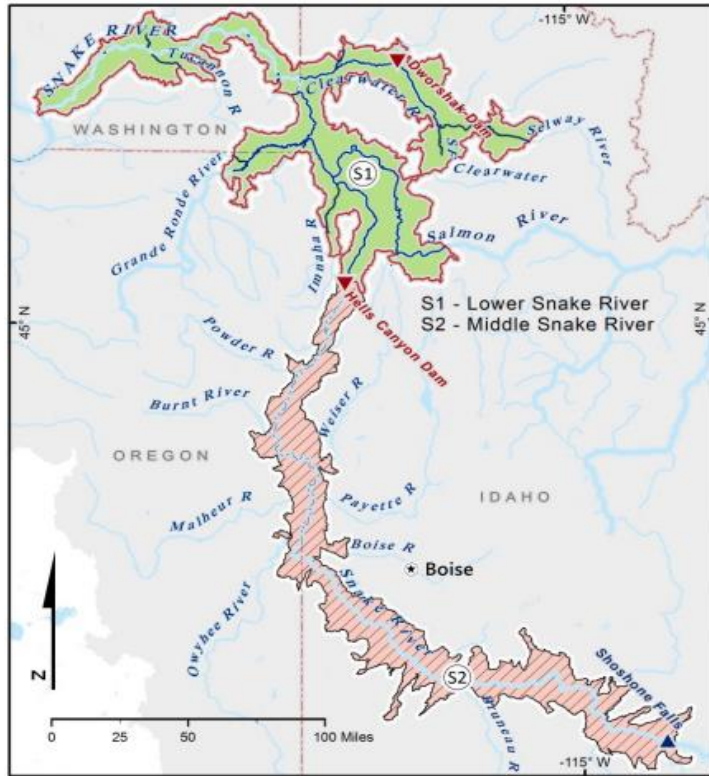 -115° W
SNAKE RIVER
Tucannon R
Clearwater R
Dworshak Dam
Selway River
WASHINGTON
S.F. Clearwater
S1
Grande Ronde River
Salmon River
Imnaha R
Hells Canyon Dam
S1 - Lower Snake River
S2 - Middle Snake River
45° N
45° N
Powder R
Weiser R
Burnt River
OREGON
IDAHO
Payette R
Malheur R
Boise R
Boise
Snake River
Owyhee River
Shoshone Falls
S2
N
Bruneau R
0 25 50 100 Miles
-115° W